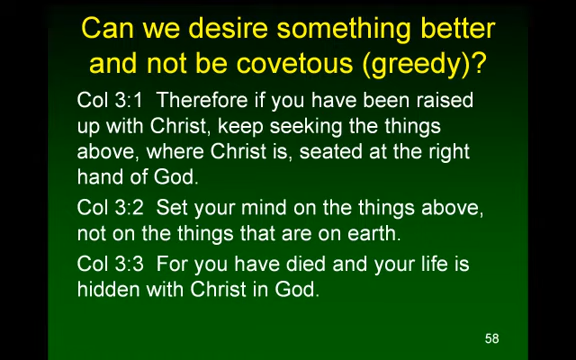 Can we desire something better
and not be covetous (greedy)?
Col 3:1  Therefore if you have been raised
up with Christ, keep seeking the things
above, where Christ is, seated at the right
hand of God.
Col 3:2  Set your mind on the things above,
not on the things that are on earth.
Col 3:3  For you have died and your life is
hidden with Christ in God.
58